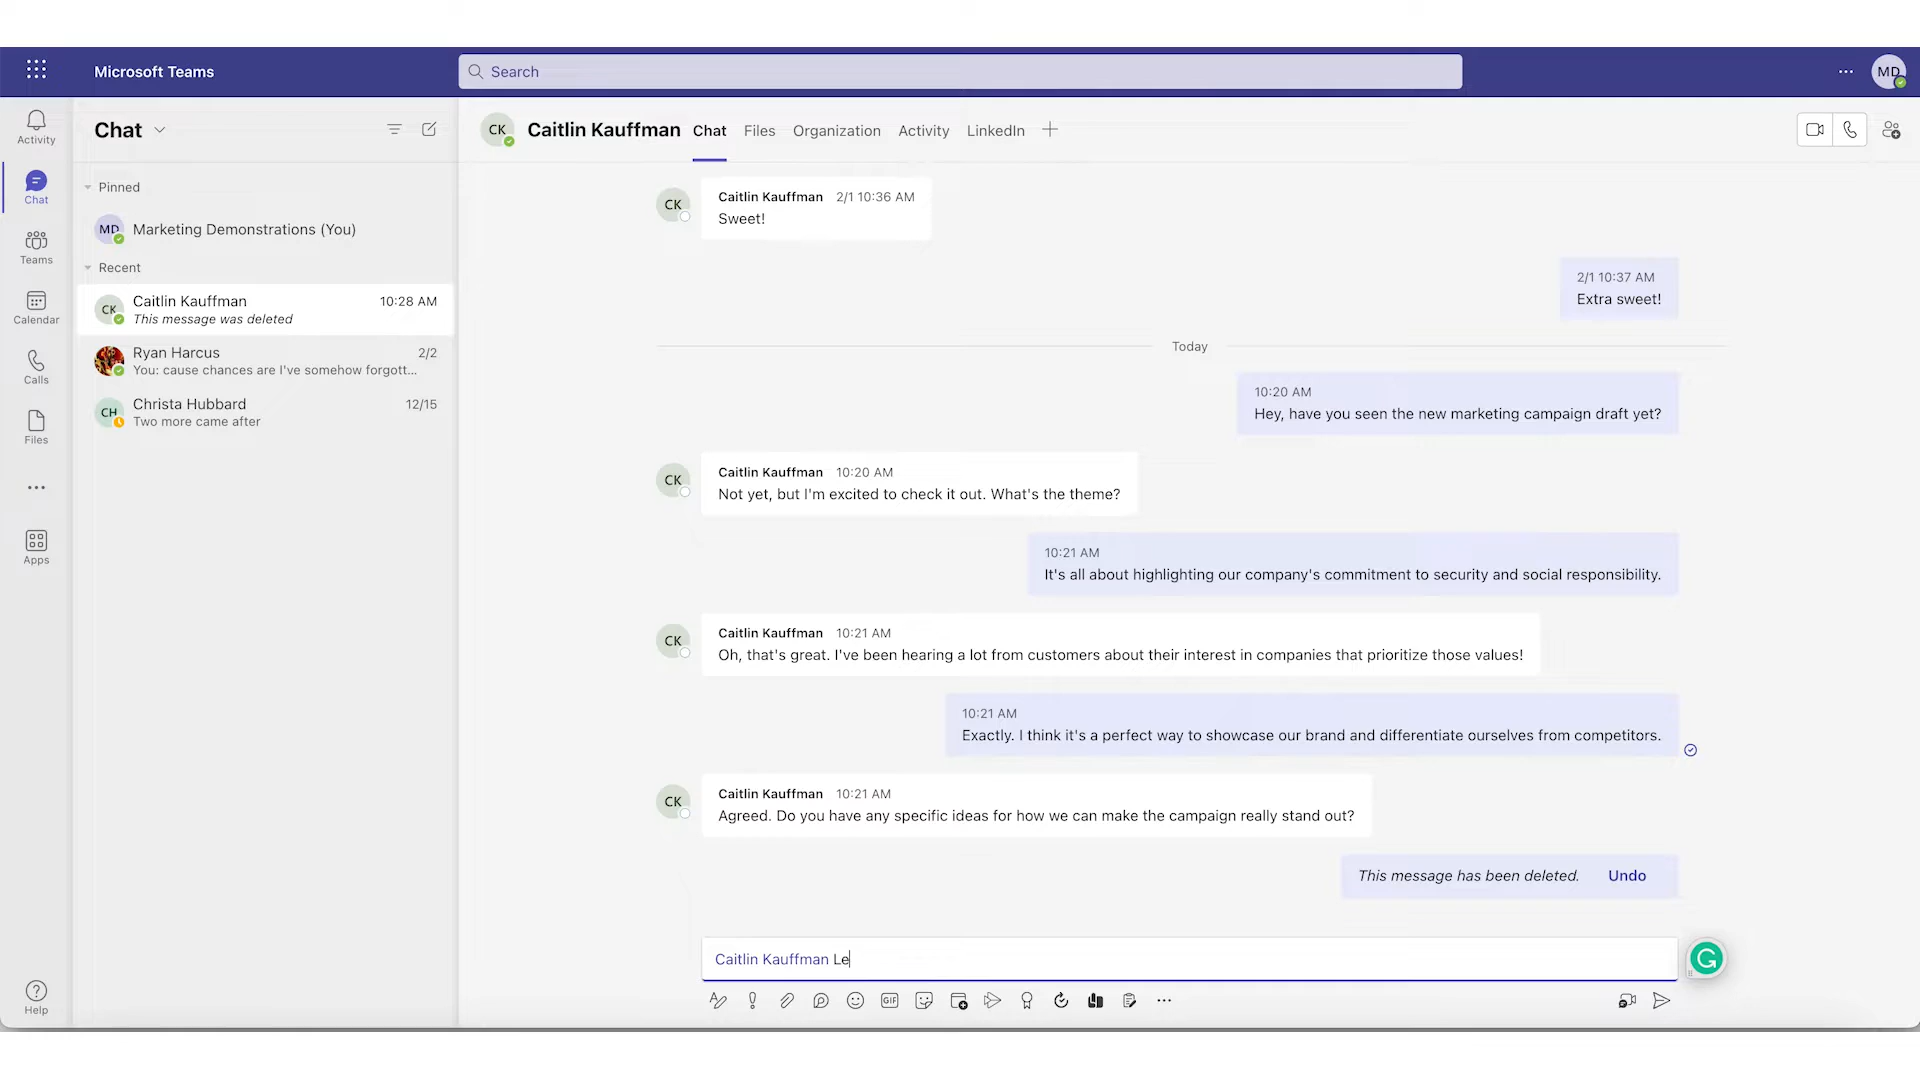 Microsoft Teams
Search
MD
Activity
Chat
Teams
Calendar
Calls
Files
Apps
Help
Chat
Pinned
MD Marketing Demonstrations (You)
Recent
CK Caitlin Kauffman 10:28 AM
This message was deleted
Ryan Harcus 2/2
You: cause chances are I've somehow forgott...
CH Christa Hubbard 12/15
Two more came after
CK Caitlin Kauffman Chat Files Organization Activity LinkedIn
CK Caitlin Kauffman 2/1 10:36 AM
Sweet!
2/1 10:37 AM
Extra sweet!
Today
10:20 AM
Hey, have you seen the new marketing campaign draft yet?
CK Caitlin Kauffman 10:20 AM
Not yet, but I'm excited to check it out. What's the theme?
10:21 AM
It's all about highlighting our company's commitment to security and social responsibility.
CK Caitlin Kauffman 10:21 AM
Oh, that's great. I've been hearing a lot from customers about their interest in companies that prioritize those values!
10:21 AM
Exactly. I think it's a perfect way to showcase our brand and differentiate ourselves from competitors.
CK Caitlin Kauffman 10:21 AM
Agreed. Do you have any specific ideas for how we can make the campaign really stand out?
This message has been deleted. Undo
Caitlin Kauffman Le
GIF